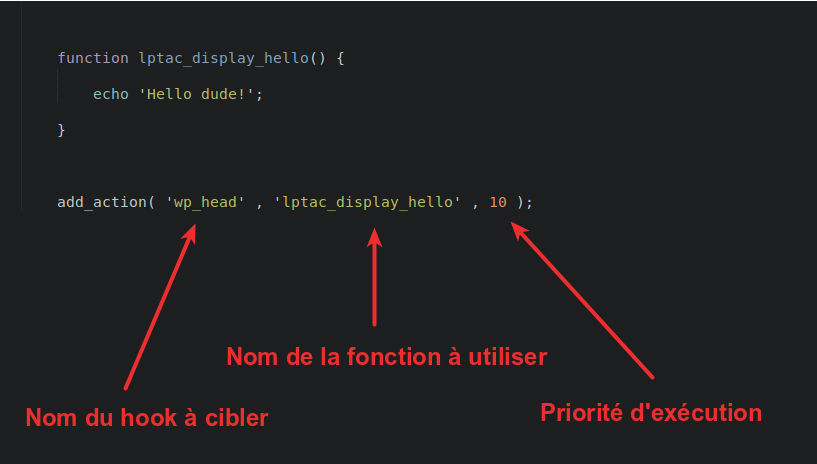 function lptac_display_hello() {
echo 'Hello dude!';
}
add_action( 'wp_head' , 'lptac_display_hello' , 10 );
Nom de la fonction à utiliser
Nom du hook à cibler
Priorité d'exécution